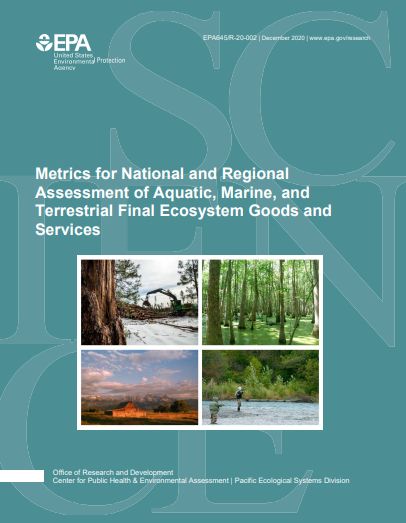 EPA645/R-20-002 | December 2020 | www.epa.gov/research
EPA
United States
Environmental Protection
Agency
Metrics for National and Regional
Assessment of Aquatic, Marine, and
Terrestrial Final Ecosystem Goods and
Services
SCIENCE
Office of Research and Development
Center for Public Health & Environmental Assessment | Pacific Ecological Systems Division